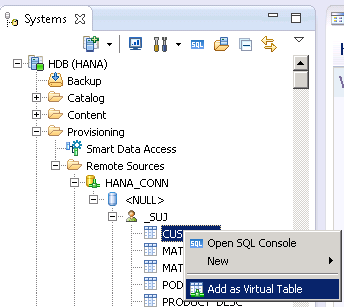 Systems
HDB (HANA)
Backup
Catalog
Content
Provisioning
Smart Data Access
Remote Sources
HANA_CONN
<NULL>
_SUJ
CUS
Open SQL Console
MAT
New
MAT
POD
Add as Virtual Table
PRODUCT_DESC